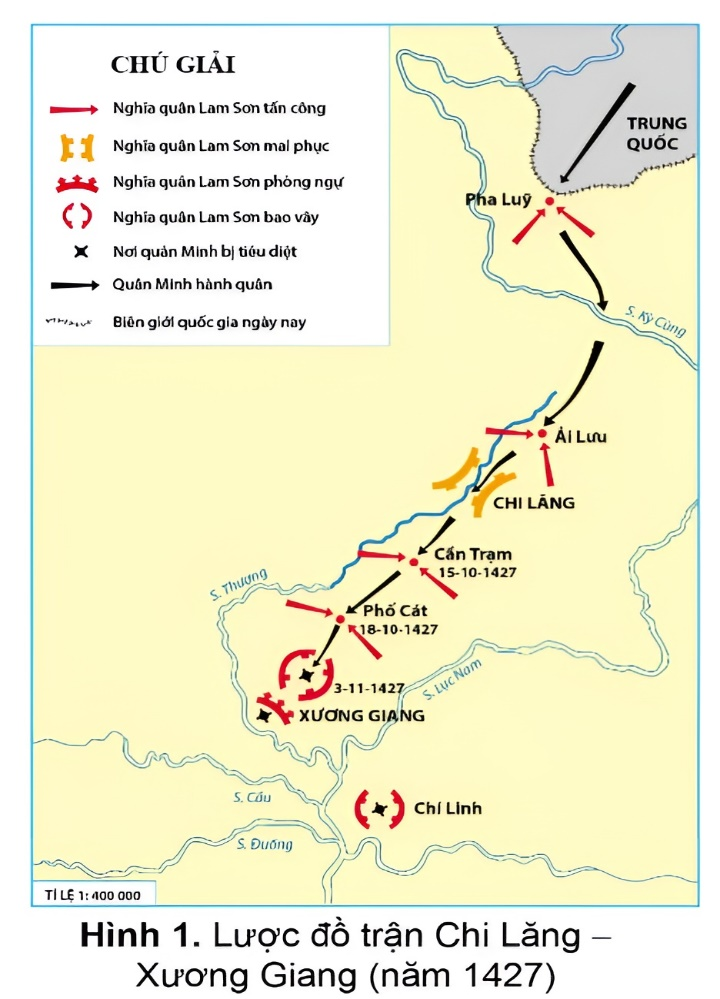 CHÚ GIẢI
Nghĩa quân Lam Sơn tấn công
Nghĩa quân Lam Sơn mai phục
Nghĩa quân Lam Sơn phòng ngự
Nghĩa quân Lam Sơn bao vây
Nơi quân Minh bị tiêu diệt
Quân Minh hành quân
Biên giới quốc gia ngày nay
TRUNG
QUỐC
Pha Luỹ
S. Kỳ Cùng
Ải Lưu
CHI LĂNG
Cần Trạm
15-10-1427
S. Thương
Phố Cát
18-10-1427
3-11-1427
S. Lục Nam
XƯƠNG GIANG
S. Cầu
Chí Linh
S. Đuống
TỈ LỆ 1: 400 000
Hình 1. Lược đồ trận Chi Lăng –
Xương Giang (năm 1427)